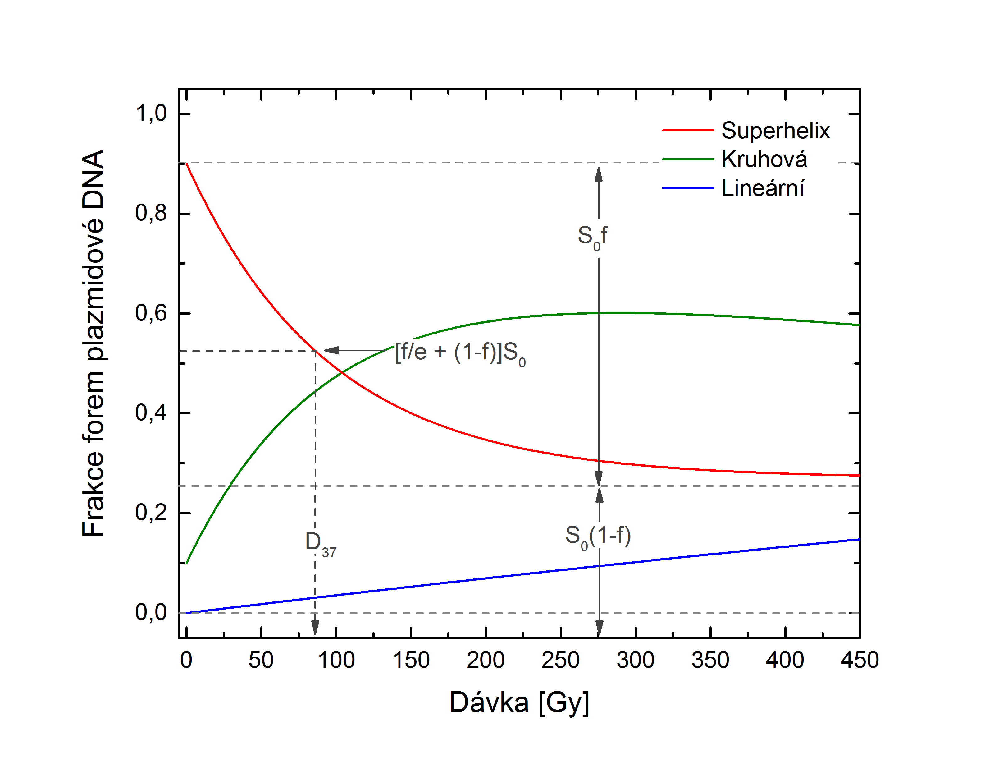 Frakce forem plazmidové DNA
1,0
0,8
0,6
0,4
0,2
0,0
Superhelix
Kruhová
Lineární
S0f
[f/e + (1-f)]S0
S0(1-f)
D37
0 50 100 150 200 250 300 350 400 450
Dávka [Gy]